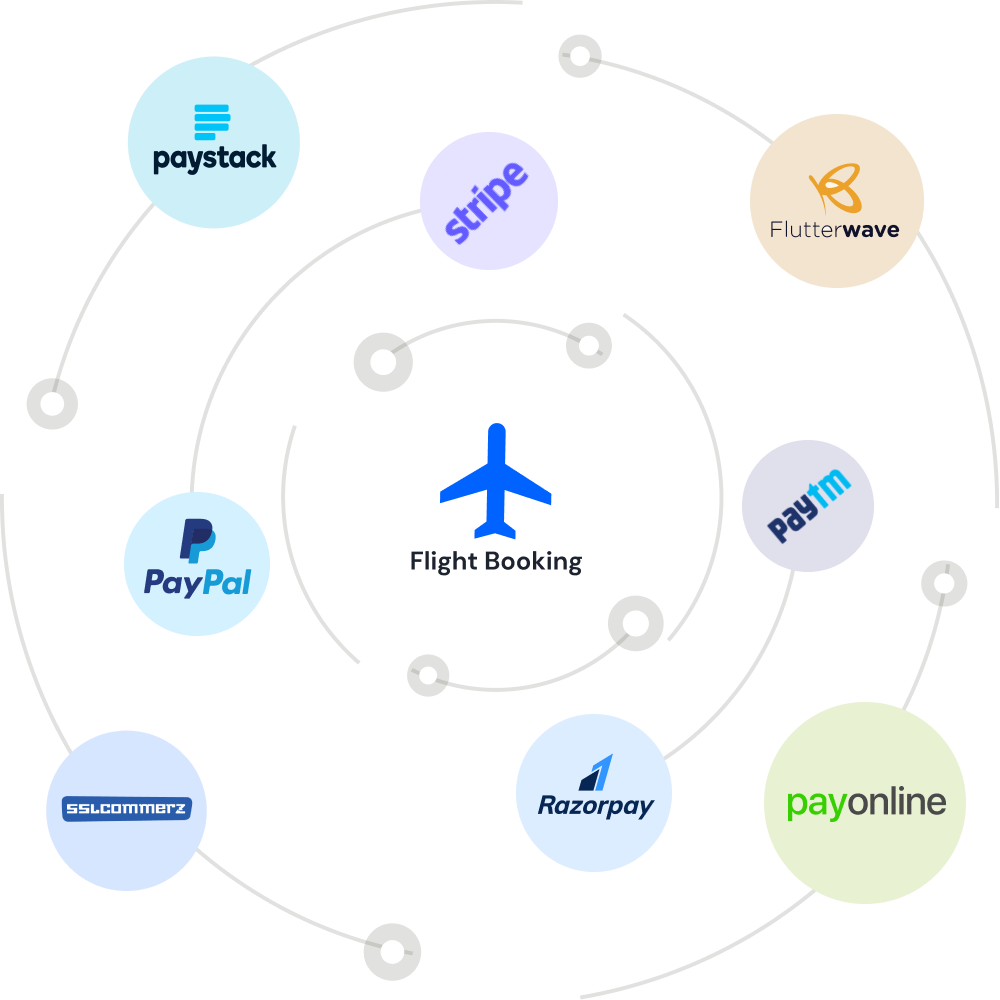 paystack
stripe
Flutterwave
Flight Booking
paytm
PayPal
Razorpay
payonline
SSLCOMMERZ